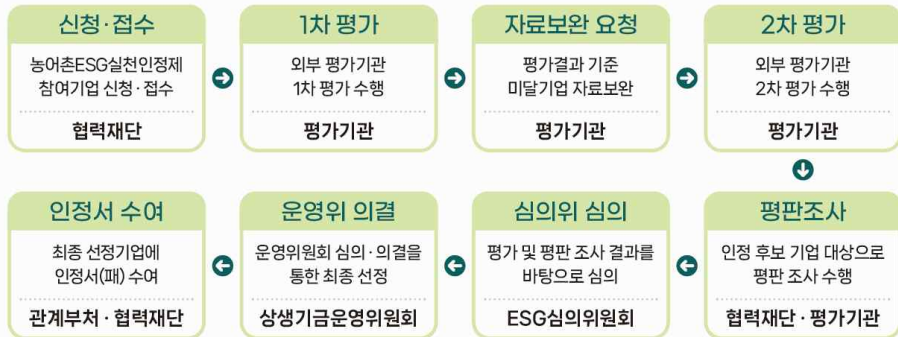 신청·접수
농어촌ESG실천인정제
참여기업 신청·접수
협력재단
1차 평가
외부 평가기관
1차 평가 수행
평가기관
자료보완 요청
평가결과 기준
미달기업 자료보완
평가기관
2차 평가
외부 평가기관
2차 평가 수행
평가기관
평판조사
인정 후보 기업 대상으로
평판 조사 수행
협력재단·평가기관
심의위 심의
평가 및 평판 조사 결과를
바탕으로 심의
ESG심의위원회
운영위 의결
운영위원회 심의·의결을
통한 최종 선정
상생기금운영위원회
인정서 수여
최종 선정기업에
인정서(패) 수여
관계부처·협력재단